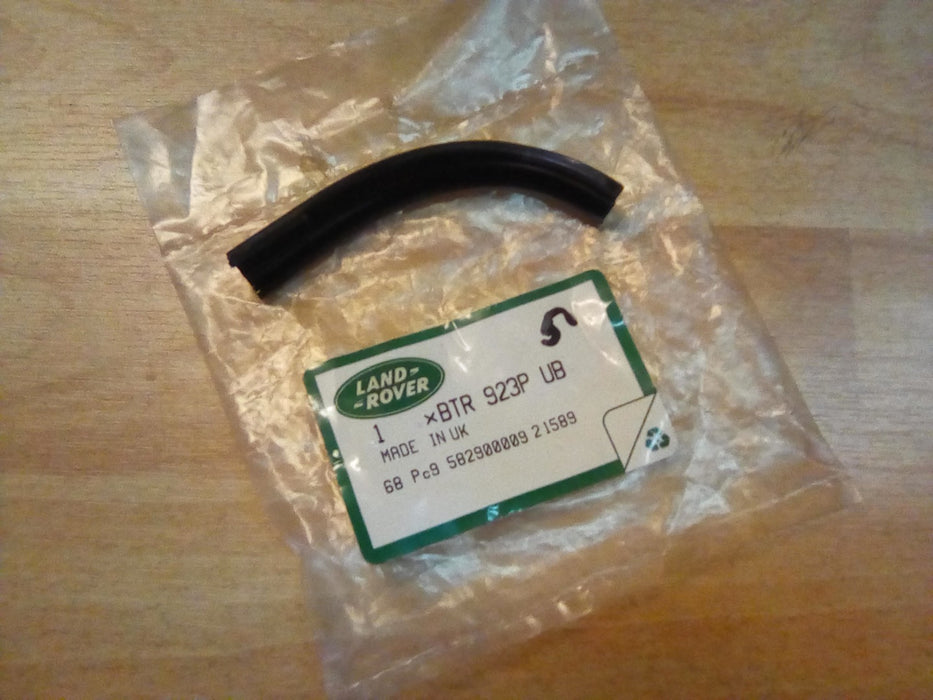 LAND-
-ROVER
1 ×BTR 923P UB
MADE IN UK
68 Pc9 582900009 21589